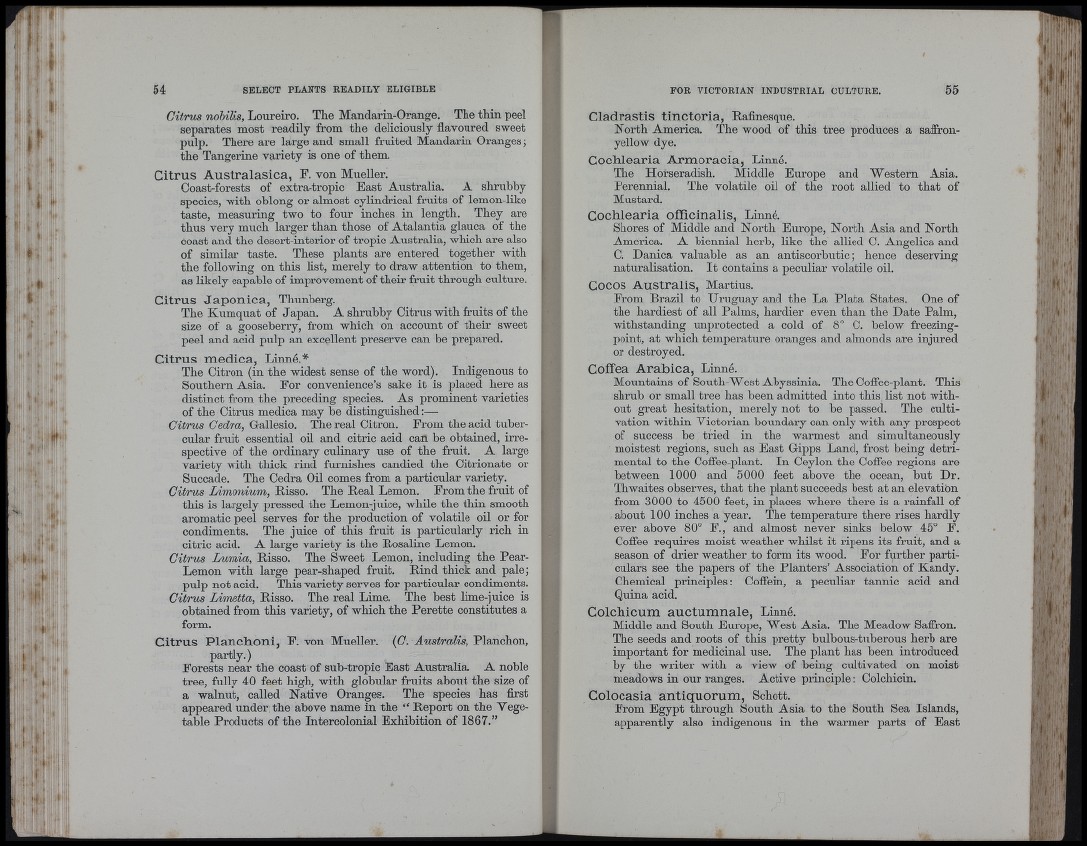 54 SELECT PLANTS READILY ELIGIBLE
Citrus nobilis, Loureiro. The Mandarin-Orange. The thin peel
separates most readily from the deliciously flavoured sweet
pulp. There are large and small fruited Mandarin Oranges;
the Tangerine variety is one of them.
Citrus Australasica, F. von Mueller.
Coast-forests of extra-tropic East Australia. A shrubby
species, with oblong or almost cylindrical fruits of lemon-like
taste, measuring two to four inches in length. They are
thus very much larger than those of Atalantia glauca of the
coast and the desert-interior of tropic Australia, which are also
of similar taste. These plants are entered together with
the following on this list, merely to draw attention to them,
as likely capable of improvement of their fruit through culture.
Citrus Japonica, Thunberg.
The Kumquat of Japan. A shrubby Citrus with fruits of the
size of a gooseberry, from which on account of their sweet
peel and acid pulp an excellent preserve can be prepared.
Citrus medica, Linné.*
The Citron (in the widest sense of the word). Indigenous to
Southern Asia. For convenience's sake it is placed here as
distinct from the preceding species. As prominent varieties
of the Citrus medica may be distinguished:—
Citrus Cedra, Gallesio. The real Citron. From the acid tuber-
cular fruit essential oil and citric acid can be obtained, irre-
spective of the ordinary culinary use of the fruit. A large
variety with thick rind furnishes candied the Citrionate or
Succade. The Cedra Oil comes from a particular variety.
Citrus Limonium, Risso. The Real Lemon. From the fruit of
this is largely pressed the Lemon-juice, while the thin smooth
aromatic peel serves for the production of volatile oil or for
condiments. The juice of this fruit is particularly rich in
citric acid. A large variety is the Rosaline Lemon.
Citrus Lumia, Risso. The Sweet Lemon, including the Pear-
Lemon with large pear-shaped fruit. Rind thick and pale;
pulp not acid. This variety serves for particular condiments.
Citrus Limetta, Risso. The real Lime. The best lime-juice is
obtained from this variety, of which the Perette constitutes a
form.
Citrus Planchoni, F. von Mueller. (C. Australis, Planchon,
partly.)
Forests near the coast of sub-tropic East Australia. A noble
tree, fully 40 feet high, with globular fruits about the size of
a walnut, called Native Oranges. The species has first
appeared under the above name in the "Report on the Vege-
table Products of the Intercolonial Exhibition of 1867."
FOR VICTORIAN INDUSTRIAL CULTURE. 55
Cladrastis tinctoria, Rafinesque.
North America. The wood of this tree produces a saffron-
yellow dye.
Cochlearia Armoracia, Linné.
The Horseradish. Middle Europe and Western Asia.
Perennial. The volatile oil of the root allied to that of
Mustard.
Cochlearia officinalis, Linné.
Shores of Middle and North Europe, North Asia and North
America. A biennial herb, like the allied C. Angelica and
C. Danica valuable as an antiscorbutic; hence deserving
naturalisation. It contains a peculiar volatile oil.
Cocos Australis, Martius.
From Brazil to Uruguay and the La Plata States. One of
the hardiest of all Palms, hardier even than the Date Palm,
withstanding unprotected a cold of 8° C. below freezing-
point, at which temperature oranges and almonds are injured
or destroyed.
Coffea Arabica, Linné.
Mountains of South-West Abyssinia. The Coffee-plant. This
shrub or small tree has been admitted into this list not with-
out great hesitation, merely not to be passed. The culti-
vation within Victorian boundary can only with any prospect
of success be tried in the warmest and simultaneously
moistest regions, such as East Gipps Land, frost being detri-
mental to the Coffee-plant. In Ceylon the Coffee regions are
between 1000 and 5000 feet above the ocean, but Dr.
Thwaites observes, that the plant succeeds best at an elevation
from 3000 to 4500 feet, in places where there is a rainfall of
about 100 inches a year. The temperature there rises hardly
ever above 80° F., and almost never sinks below 45° F.
Coffee requires moist weather whilst it ripens its fruit, and a
season of drier weather to form its wood. For further parti-
culars see the papers of the Planters' Association of Kandy.
Chemical principles: Coffein, a peculiar tannic acid and
Quina acid.
Colchicum auctumnale, Linné.
Middle and South Europe, West Asia. The Meadow Saffron.
The seeds and roots of this pretty bulbous-tuberous herb are
important for medicinal use. The plant has been introduced
by the writer with a view of being cultivated on moist
meadows in our ranges. Active principle: Colchicin.
Colocasia antiquorum, Schott.
From Egypt through South Asia to the South Sea Islands,
apparently also indigenous in the warmer parts of East